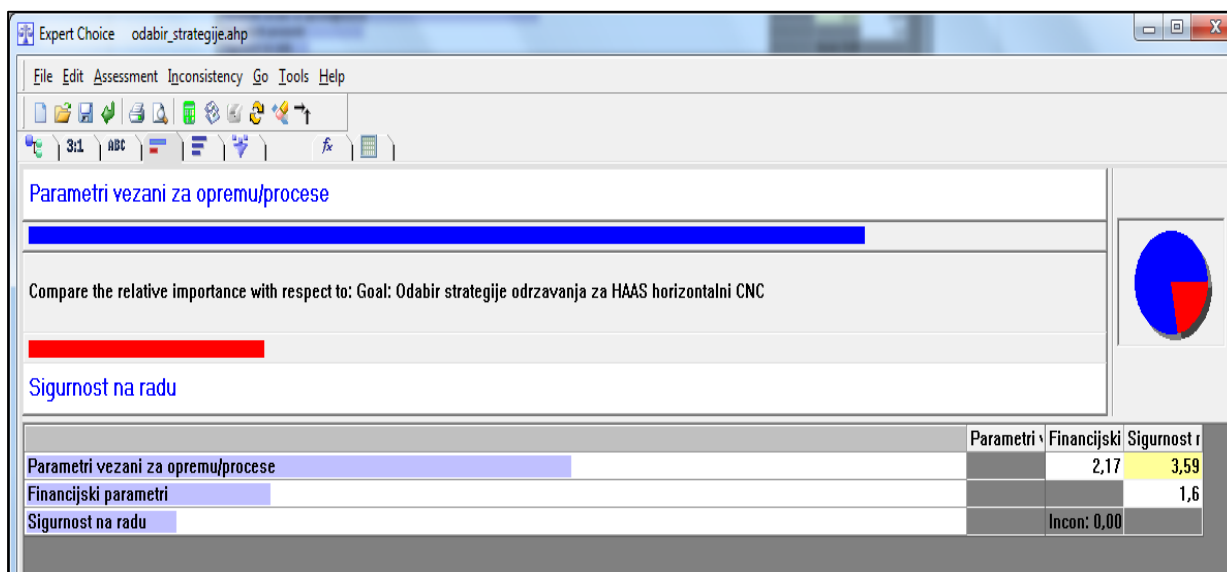 Expert Choice odabir_strategije.ahp
File Edit Assessment Inconsistency Go Tools Help
3:1 ABC fx
Parametri vezani za opremu/procese
Compare the relative importance with respect to: Goal: Odabir strategije odrzavanja za HAAS horizontalni CNC
Sigurnost na radu
Parametri Financijski Sigurnost r
Parametri vezani za opremu/procese 2,17 3,59
Financijski parametri 1,6
Sigurnost na radu Incon: 0,00